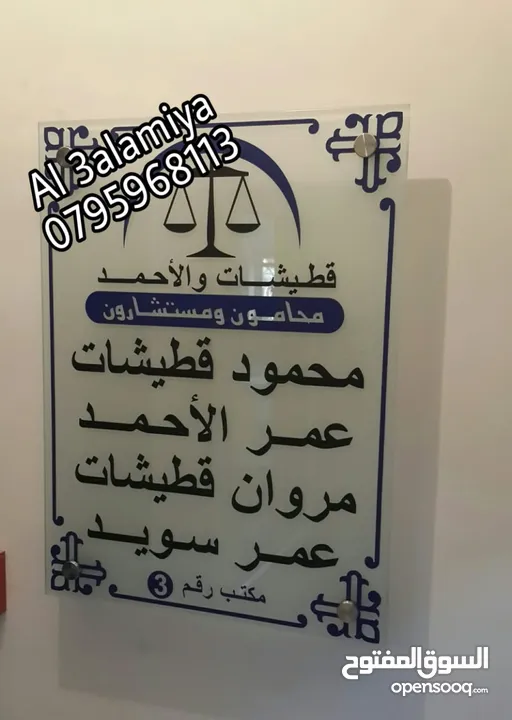 Al 3alamiya
0795968113
قطيشات والأحمد
محامون ومستشارون
محمود قطيشات
عمر الأحمد
مروان قطيشات
عمر سويد
مكتب رقم 3
السوق المفتوح
opensooq.com